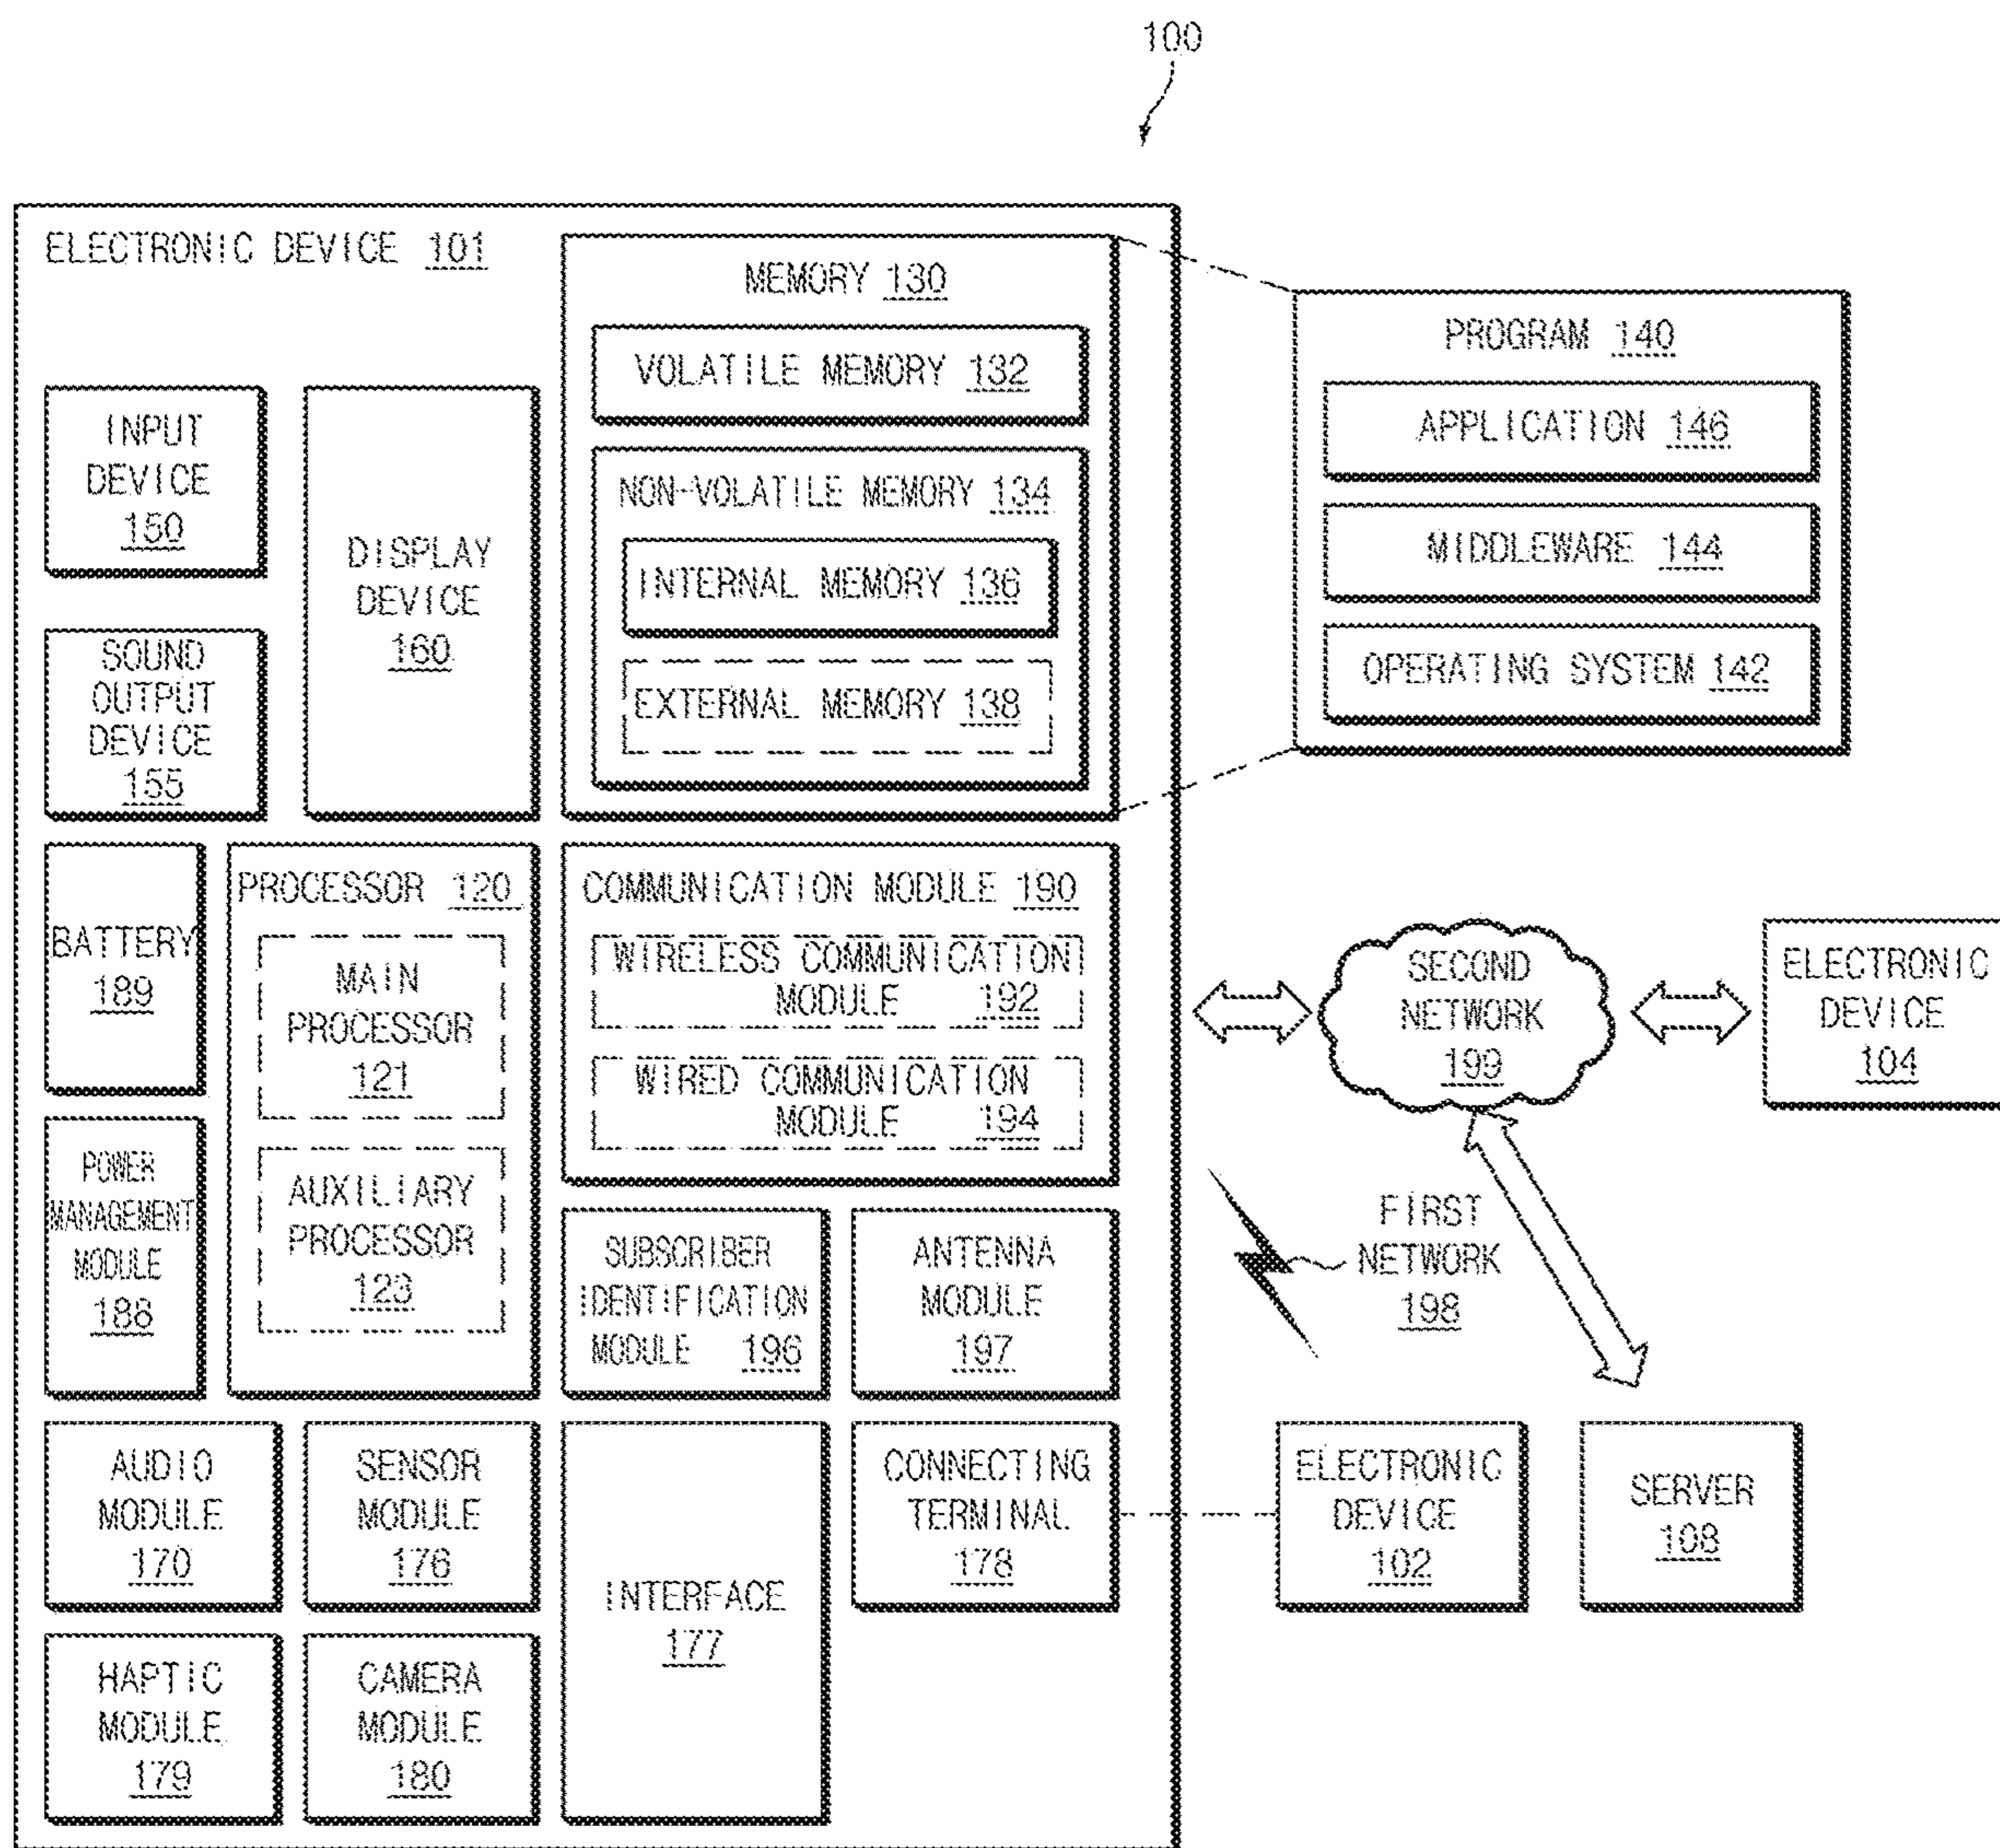 100
ELECTRONIC DEVICE 101
MEMORY 130
VOLATILE MEMORY 132
NON-VOLATILE MEMORY 134
INTERNAL MEMORY 136
EXTERNAL MEMORY 138
PROGRAM 140
APPLICATION 146
MIDDLEWARE 144
OPERATING SYSTEM 142
INPUT
DEVICE
150
SOUND
OUTPUT
DEVICE
155
DISPLAY
DEVICE
160
BATTERY
189
POWER
MANAGEMENT
MODULE
188
PROCESSOR 120
MAIN
PROCESSOR
121
AUXILIARY
PROCESSOR
123
COMMUNICATION MODULE 190
WIRELESS COMMUNICATION
MODULE 192
WIRED COMMUNICATION
MODULE 194
SUBSCRIBER
IDENTIFICATION
MODULE 196
ANTENNA
MODULE
197
SECOND
NETWORK
199
ELECTRONIC
DEVICE
104
FIRST
NETWORK
198
AUDIO
MODULE
170
SENSOR
MODULE
176
INTERFACE
177
CONNECTING
TERMINAL
178
ELECTRONIC
DEVICE
102
SERVER
108
HAPTIC
MODULE
179
CAMERA
MODULE
180